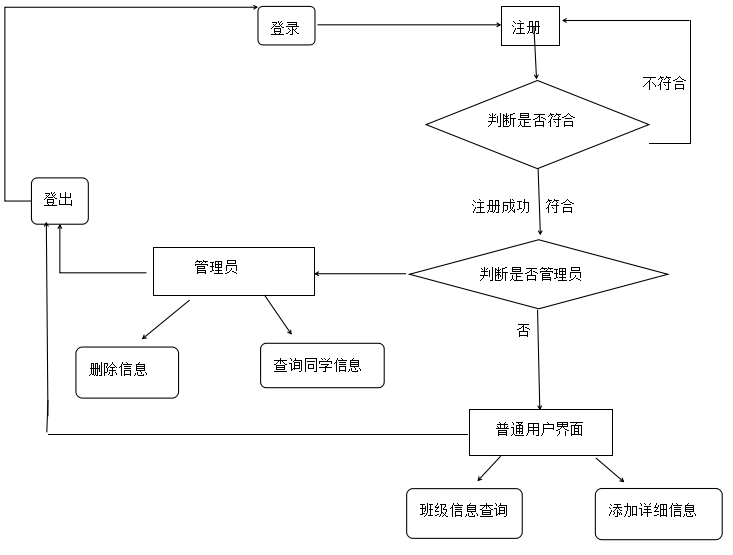 登录
注册
不符合
判断是否符合
登出
注册成功
符合
管理员
判断是否管理员
否
删除信息
查询同学信息
普通用户界面
班级信息查询
添加详细信息